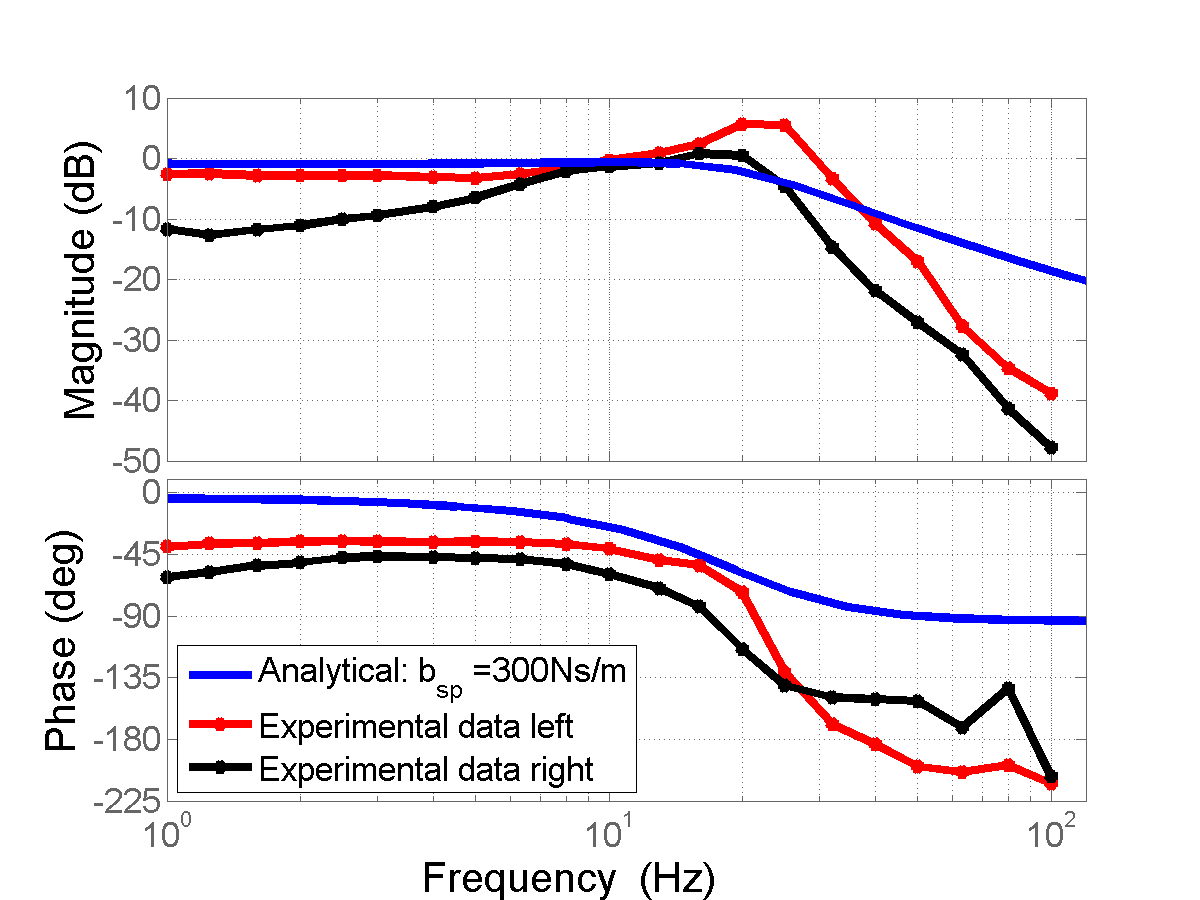 10
0
-10
-20
-30
-40
-50
Magnitude (dB)
0
-45
-90
-135
-180
-225
Phase (deg)
Analytical: b_sp =300Ns/m
Experimental data left
Experimental data right
10^0
10^1
10^2
Frequency (Hz)